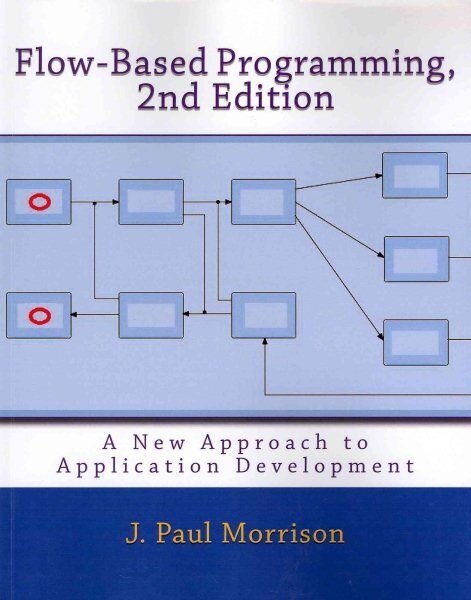 Flow-Based Programming,
2nd Edition
A New Approach to
Application Development
J. Paul Morrison